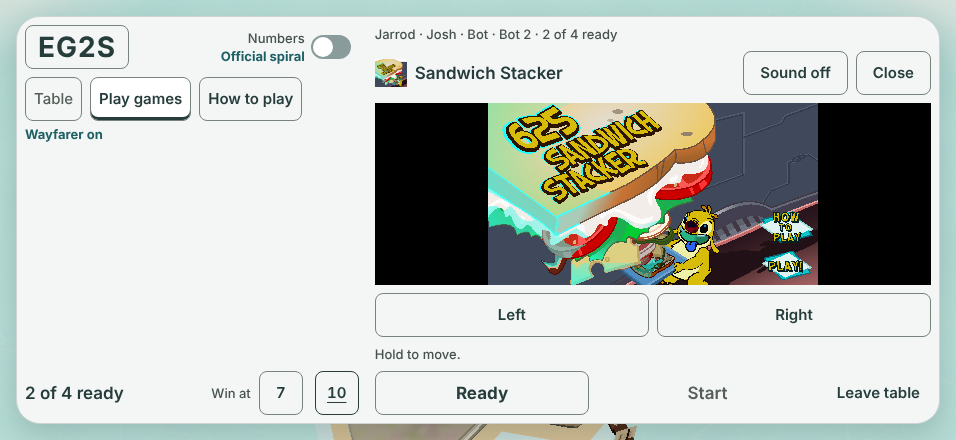 EG2S
Numbers
Official spiral
Table
Play games
How to play
Wayfarer on
2 of 4 ready
Win at
7
10
Jarrod · Josh · Bot · Bot 2 · 2 of 4 ready
Sandwich Stacker
Sound off
Close
625
SANDWICH
STACKER
HOW
TO
PLAY
PLAY!
Left
Right
Hold to move.
Ready
Start
Leave table